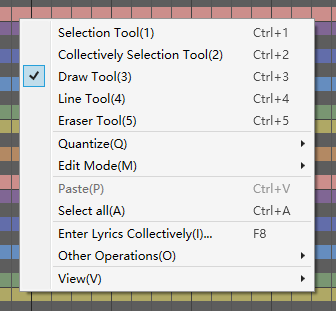 Selection Tool(1) Ctrl+1
Collectively Selection Tool(2) Ctrl+2
Draw Tool(3) Ctrl+3
Line Tool(4) Ctrl+4
Eraser Tool(5) Ctrl+5
Quantize(Q)
Edit Mode(M)
Paste(P) Ctrl+V
Select all(A) Ctrl+A
Enter Lyrics Collectively(I)... F8
Other Operations(O)
View(V)